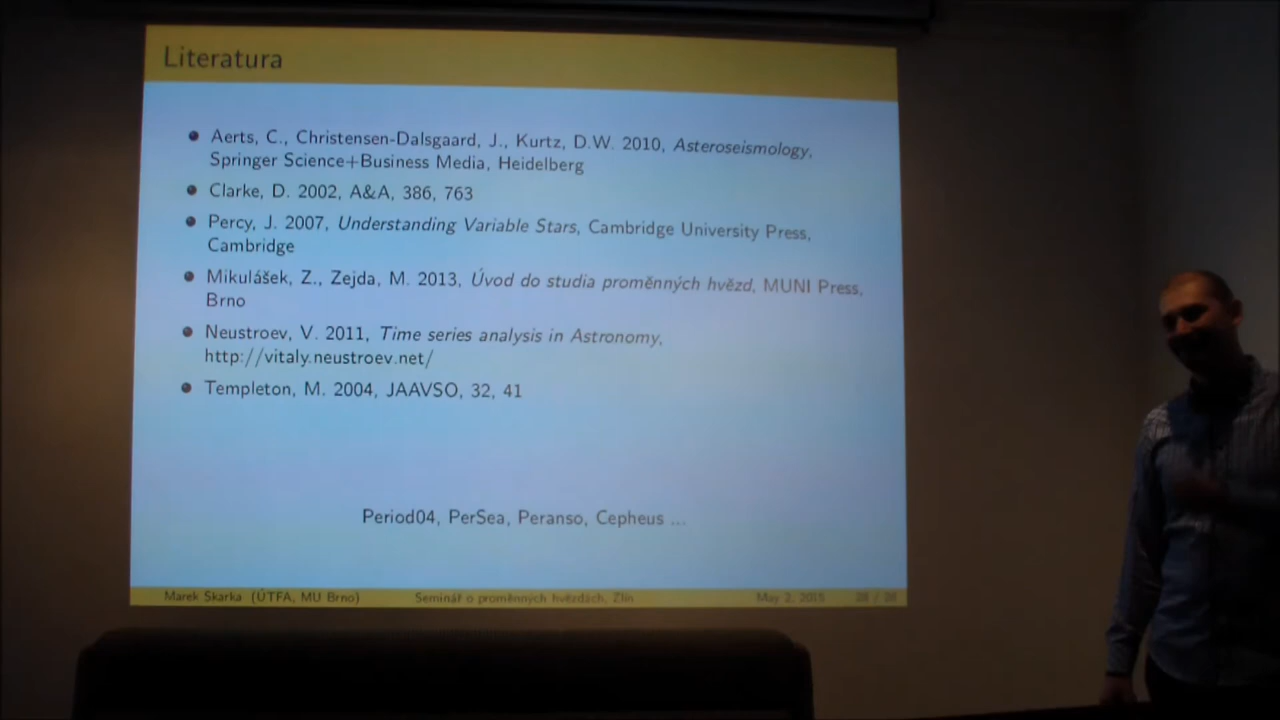 Literatura
Aerts, C., Christensen-Dalsgaard, J., Kurtz, D.W. 2010, Asteroseismology,
Springer Science+Business Media, Heidelberg
Clarke, D. 2002, A&A, 386, 763
Percy, J. 2007, Understanding Variable Stars, Cambridge University Press,
Cambridge
Mikulášek, Z., Zejda, M. 2013, Úvod do studia proměnných hvězd, MUNI Press,
Brno
Neustroev, V. 2011, Time series analysis in Astronomy,
http://vitaly.neustroev.net/
Templeton, M. 2004, JAAVSO, 32, 41
Period04, PerSea, Peranso, Cepheus ...
Marek Skarka (ÚTFA, MU Brno) Seminář o proměnných hvězdách, Zlín May 2, 2015